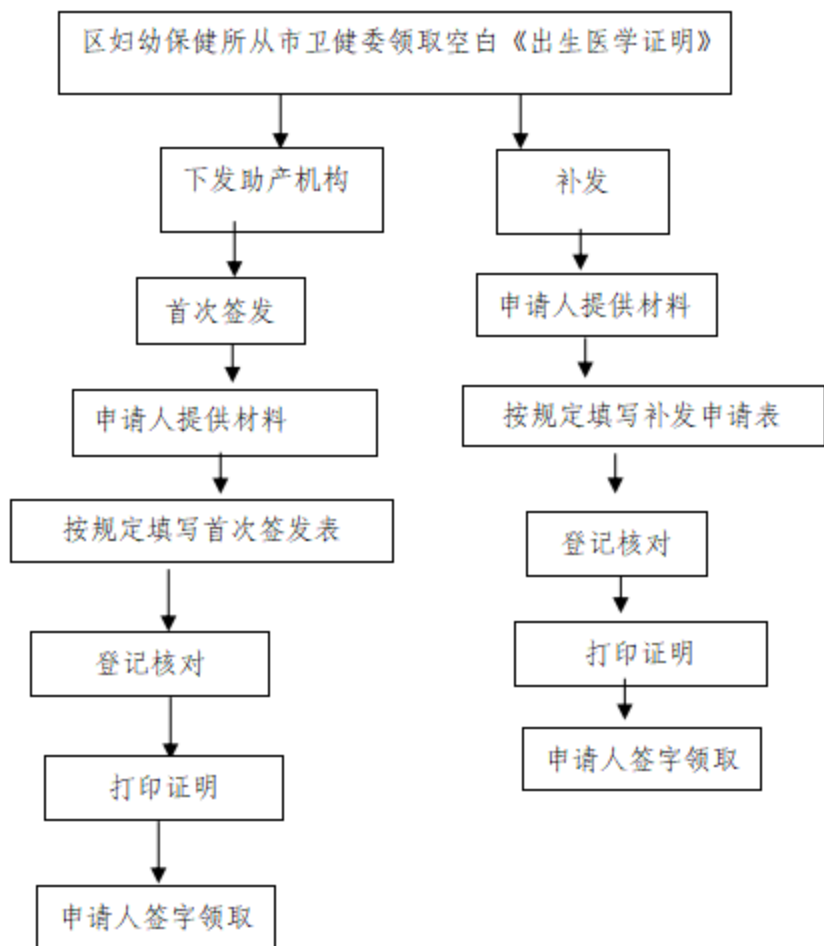 区妇幼保健所从市卫健委领取空白《出生医学证明》
下发助产机构
首次签发
申请人提供材料
按规定填写首次签发表
登记核对
打印证明
申请人签字领取
补发
申请人提供材料
按规定填写补发申请表
登记核对
打印证明
申请人签字领取